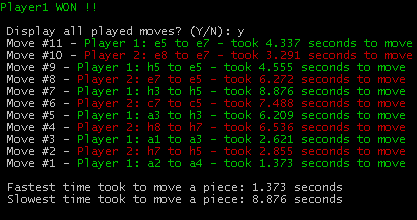 Player1 WON !!
Display all played moves? (Y/N): y
Move #11 - Player 1: e5 to e7 - took 4.337 seconds to move
Move #10 - Player 2: e8 to e7 - took 3.291 seconds to move
Move #9 - Player 1: h5 to e5 - took 4.555 seconds to move
Move #8 - Player 2: e7 to e5 - took 6.272 seconds to move
Move #7 - Player 1: h3 to h5 - took 8.876 seconds to move
Move #6 - Player 2: c7 to c5 - took 7.488 seconds to move
Move #5 - Player 1: a3 to h3 - took 6.209 seconds to move
Move #4 - Player 2: h8 to h7 - took 6.536 seconds to move
Move #3 - Player 1: a1 to a3 - took 2.621 seconds to move
Move #2 - Player 2: h7 to h5 - took 2.855 seconds to move
Move #1 - Player 1: a2 to a4 - took 1.373 seconds to move
Fastest time took to move a piece: 1.373 seconds
Slowest time took to move a piece: 8.876 seconds